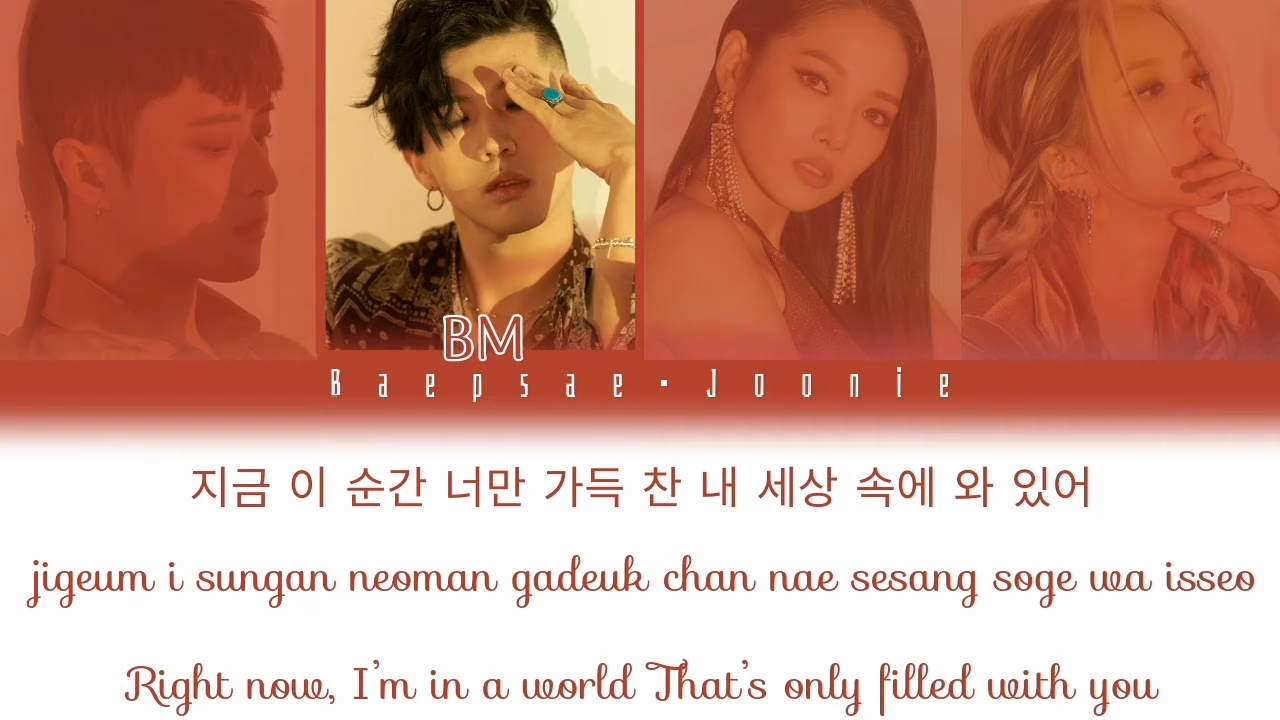 BM
Baepsae·Joonie
지금 이 순간 너만 가득 찬 내 세상 속에 와 있어
jigeum i sungan neoman gadeuk chan nae sesang soge wa isseo
Right now, I'm in a world That's only filled with you